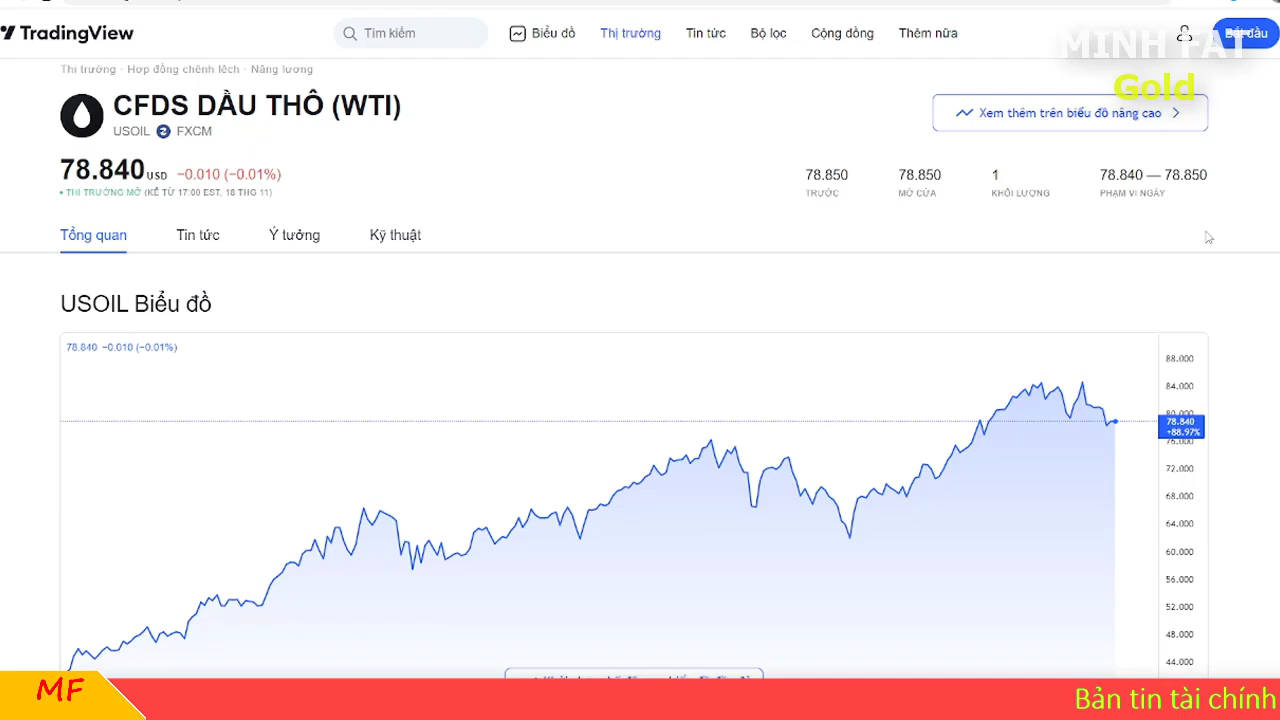 TradingView
Tìm kiếm
Biểu đồ
Thị trường
Tin tức
Bộ lọc
Cộng đồng
Thêm nữa
Bắt đầu
MINH FAT
Gold
Thị trường · Hợp đồng chênh lệch · Năng lượng
CFDS DẦU THÔ (WTI)
USOIL FXCM
Xem thêm trên biểu đồ nâng cao
78.840 USD −0.010 (−0.01%)
THỊ TRƯỜNG MỞ (KỂ TỪ 17:00 EST, 18 THG 11)
78.850
TRƯỚC
78.850
MỞ CỬA
1
KHỐI LƯỢNG
78.840 — 78.850
PHẠM VI NGÀY
Tổng quan
Tin tức
Ý tưởng
Kỹ thuật
USOIL Biểu đồ
78.840 −0.010 (−0.01%)
88.000
84.000
80.000
78.840
+88.97%
76.000
72.000
68.000
64.000
60.000
56.000
52.000
48.000
44.000
MF
Bản tin tài chính